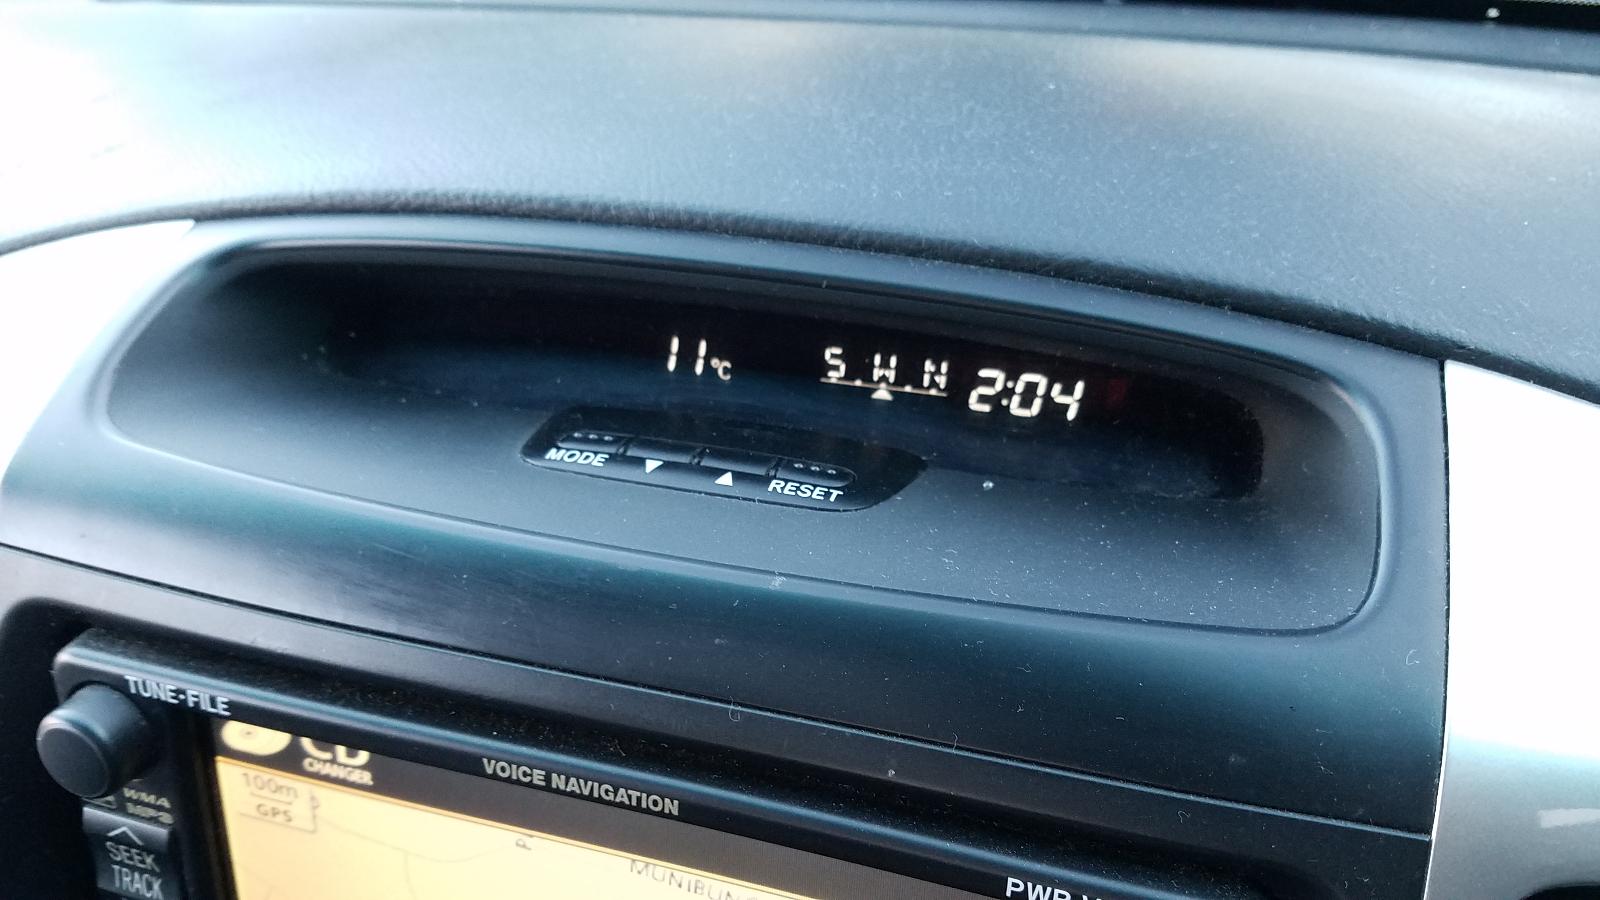 11°C S.W.N 2:04
MODE ▼ ▲ RESET
TUNE•FILE
CD
CHANGER
VOICE NAVIGATION
100m
GPS
WMA
MP3
SEEK
TRACK
PWR